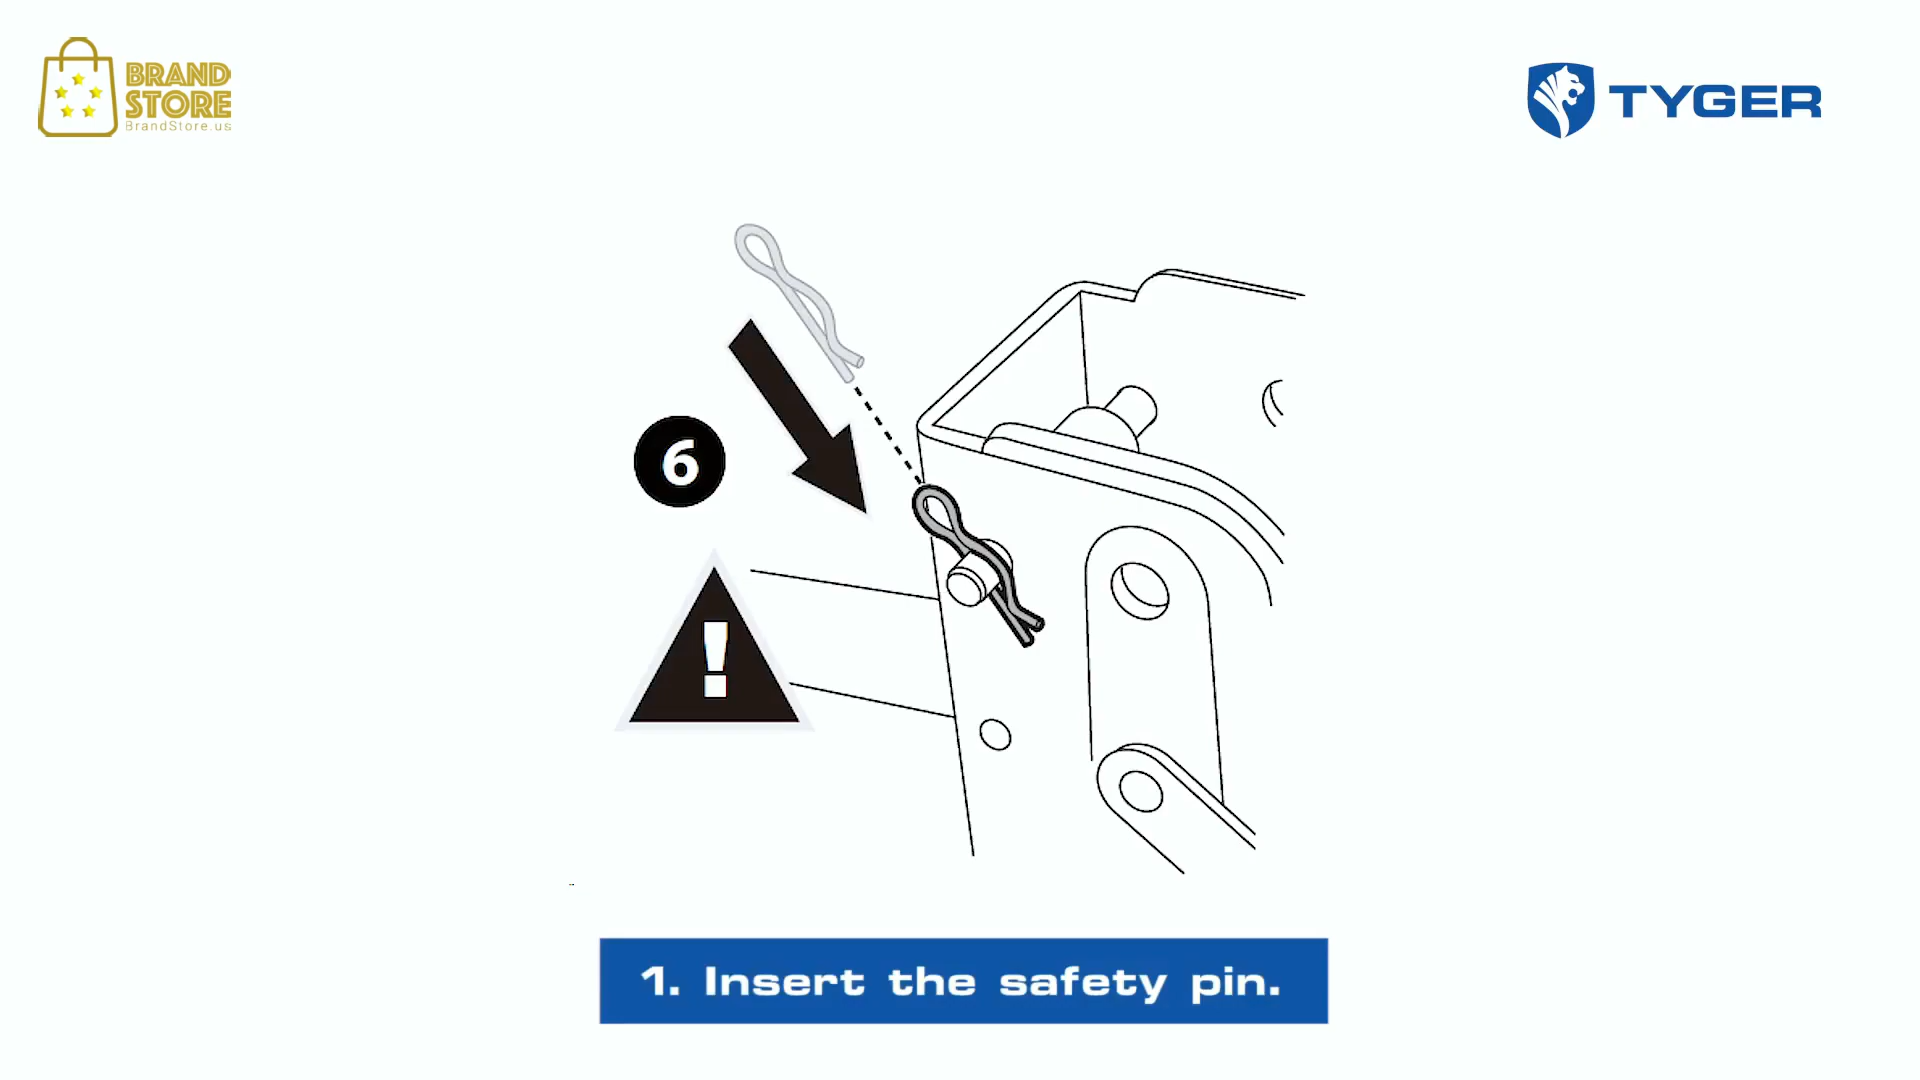 BRAND
STORE
BrandStore.us
TYGER
6
!
1. Insert the safety pin.